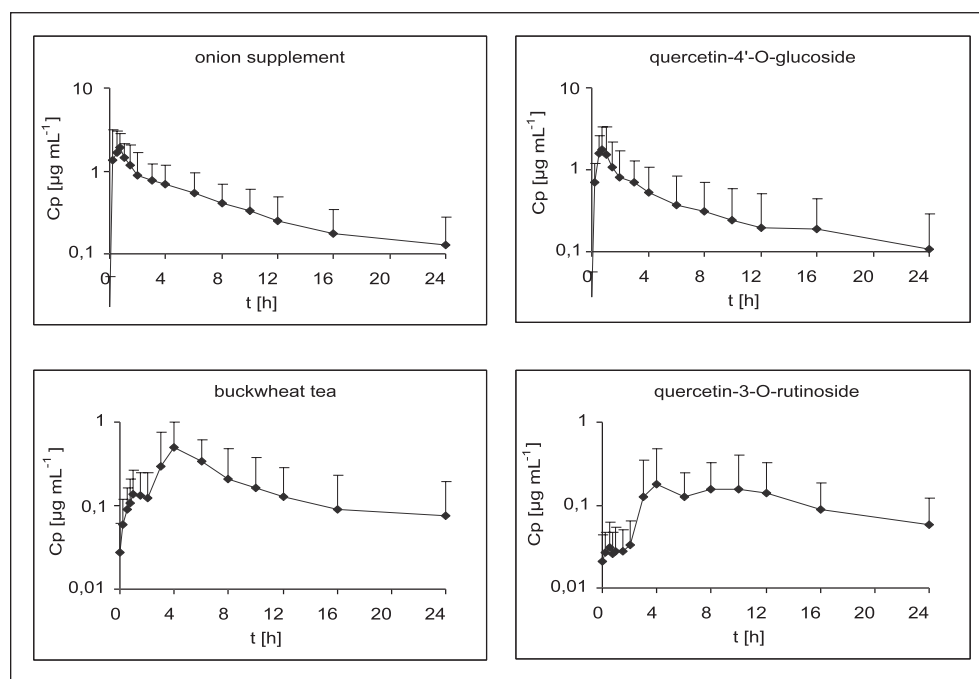 onion supplement
10
1
0,1
0 4 8 12 16 20 24
Cp [µg mL⁻¹]
t [h]
quercetin-4'-O-glucoside
10
1
0,1
0 4 8 12 16 20 24
Cp [µg mL⁻¹]
t [h]
buckwheat tea
1
0,1
0,01
0 4 8 12 16 20 24
Cp [µg mL⁻¹]
t [h]
quercetin-3-O-rutinoside
1
0,1
0,01
0 4 8 12 16 20 24
Cp [µg mL⁻¹]
t [h]